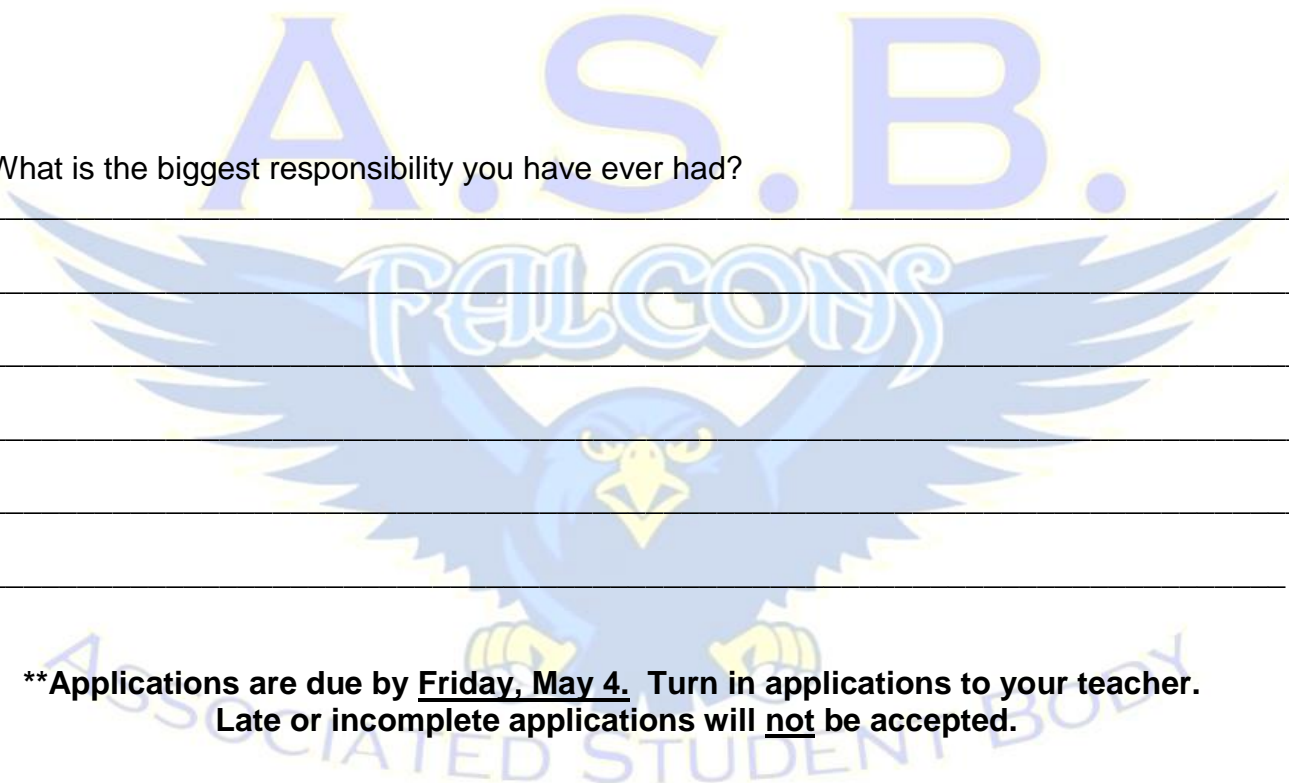 A.S.B.
What is the biggest responsibility you have ever had?
FALCONS
**Applications are due by Friday, May 4. Turn in applications to your teacher.
Late or incomplete applications will not be accepted.
ASSOCIATED STUDENT BODY